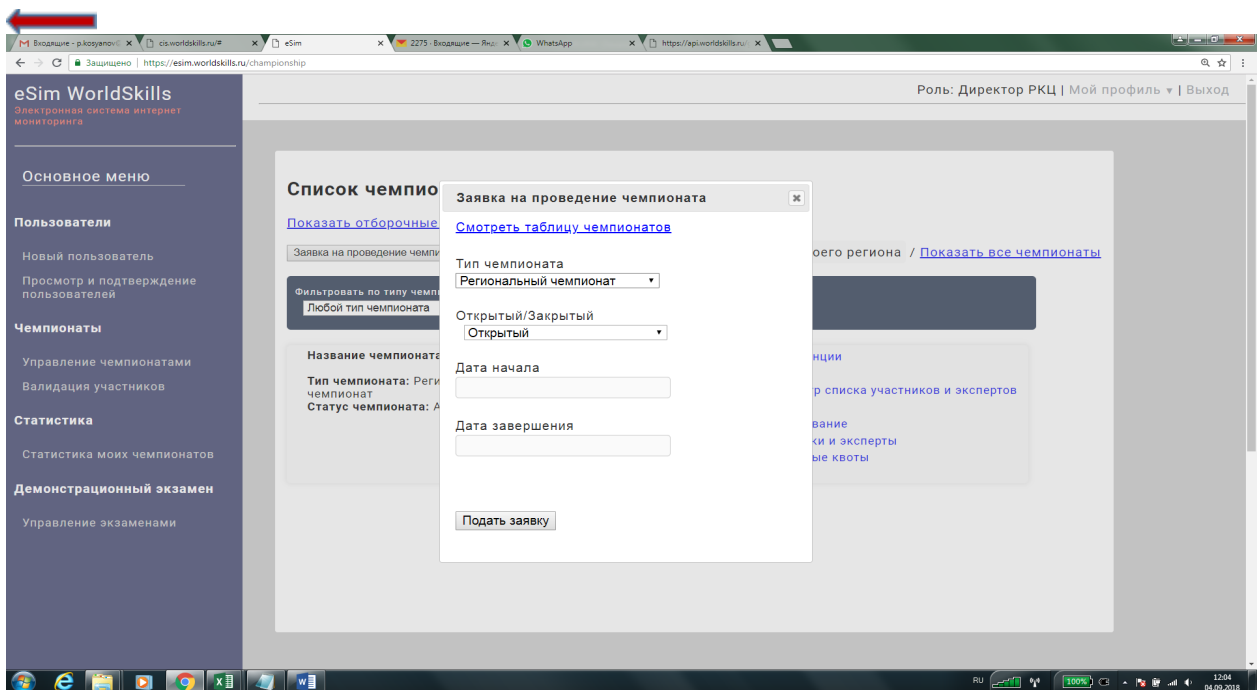 Входящие - p.kosyanov@
cis.worldskills.ru/#
eSim
2275 · Входящие — Янде
WhatsApp
https://api.worldskills.ru/
Защищено | https://esim.worldskills.ru/championship
eSim WorldSkills
Электронная система интернет
мониторинга
Роль: Директор РКЦ | Мой профиль ▾ | Выход
Основное меню
Пользователи
Новый пользователь
Просмотр и подтверждение
пользователей
Чемпионаты
Управление чемпионатами
Валидация участников
Статистика
Статистика моих чемпионатов
Демонстрационный экзамен
Управление экзаменами
Список чемпио
Показать отборочные
Заявка на проведение чемпи
оего региона / Показать все чемпионаты
Фильтровать по типу чемп
Любой тип чемпионата
Название чемпионата
Тип чемпионата: Реги
чемпионат
Статус чемпионата: А
нции
р списка участников и экспертов
вание
ки и эксперты
ые квоты
Заявка на проведение чемпионата
Смотреть таблицу чемпионатов
Тип чемпионата
Региональный чемпионат
Открытый/Закрытый
Открытый
Дата начала
Дата завершения
Подать заявку
RU
100%
12:04
04.09.2018